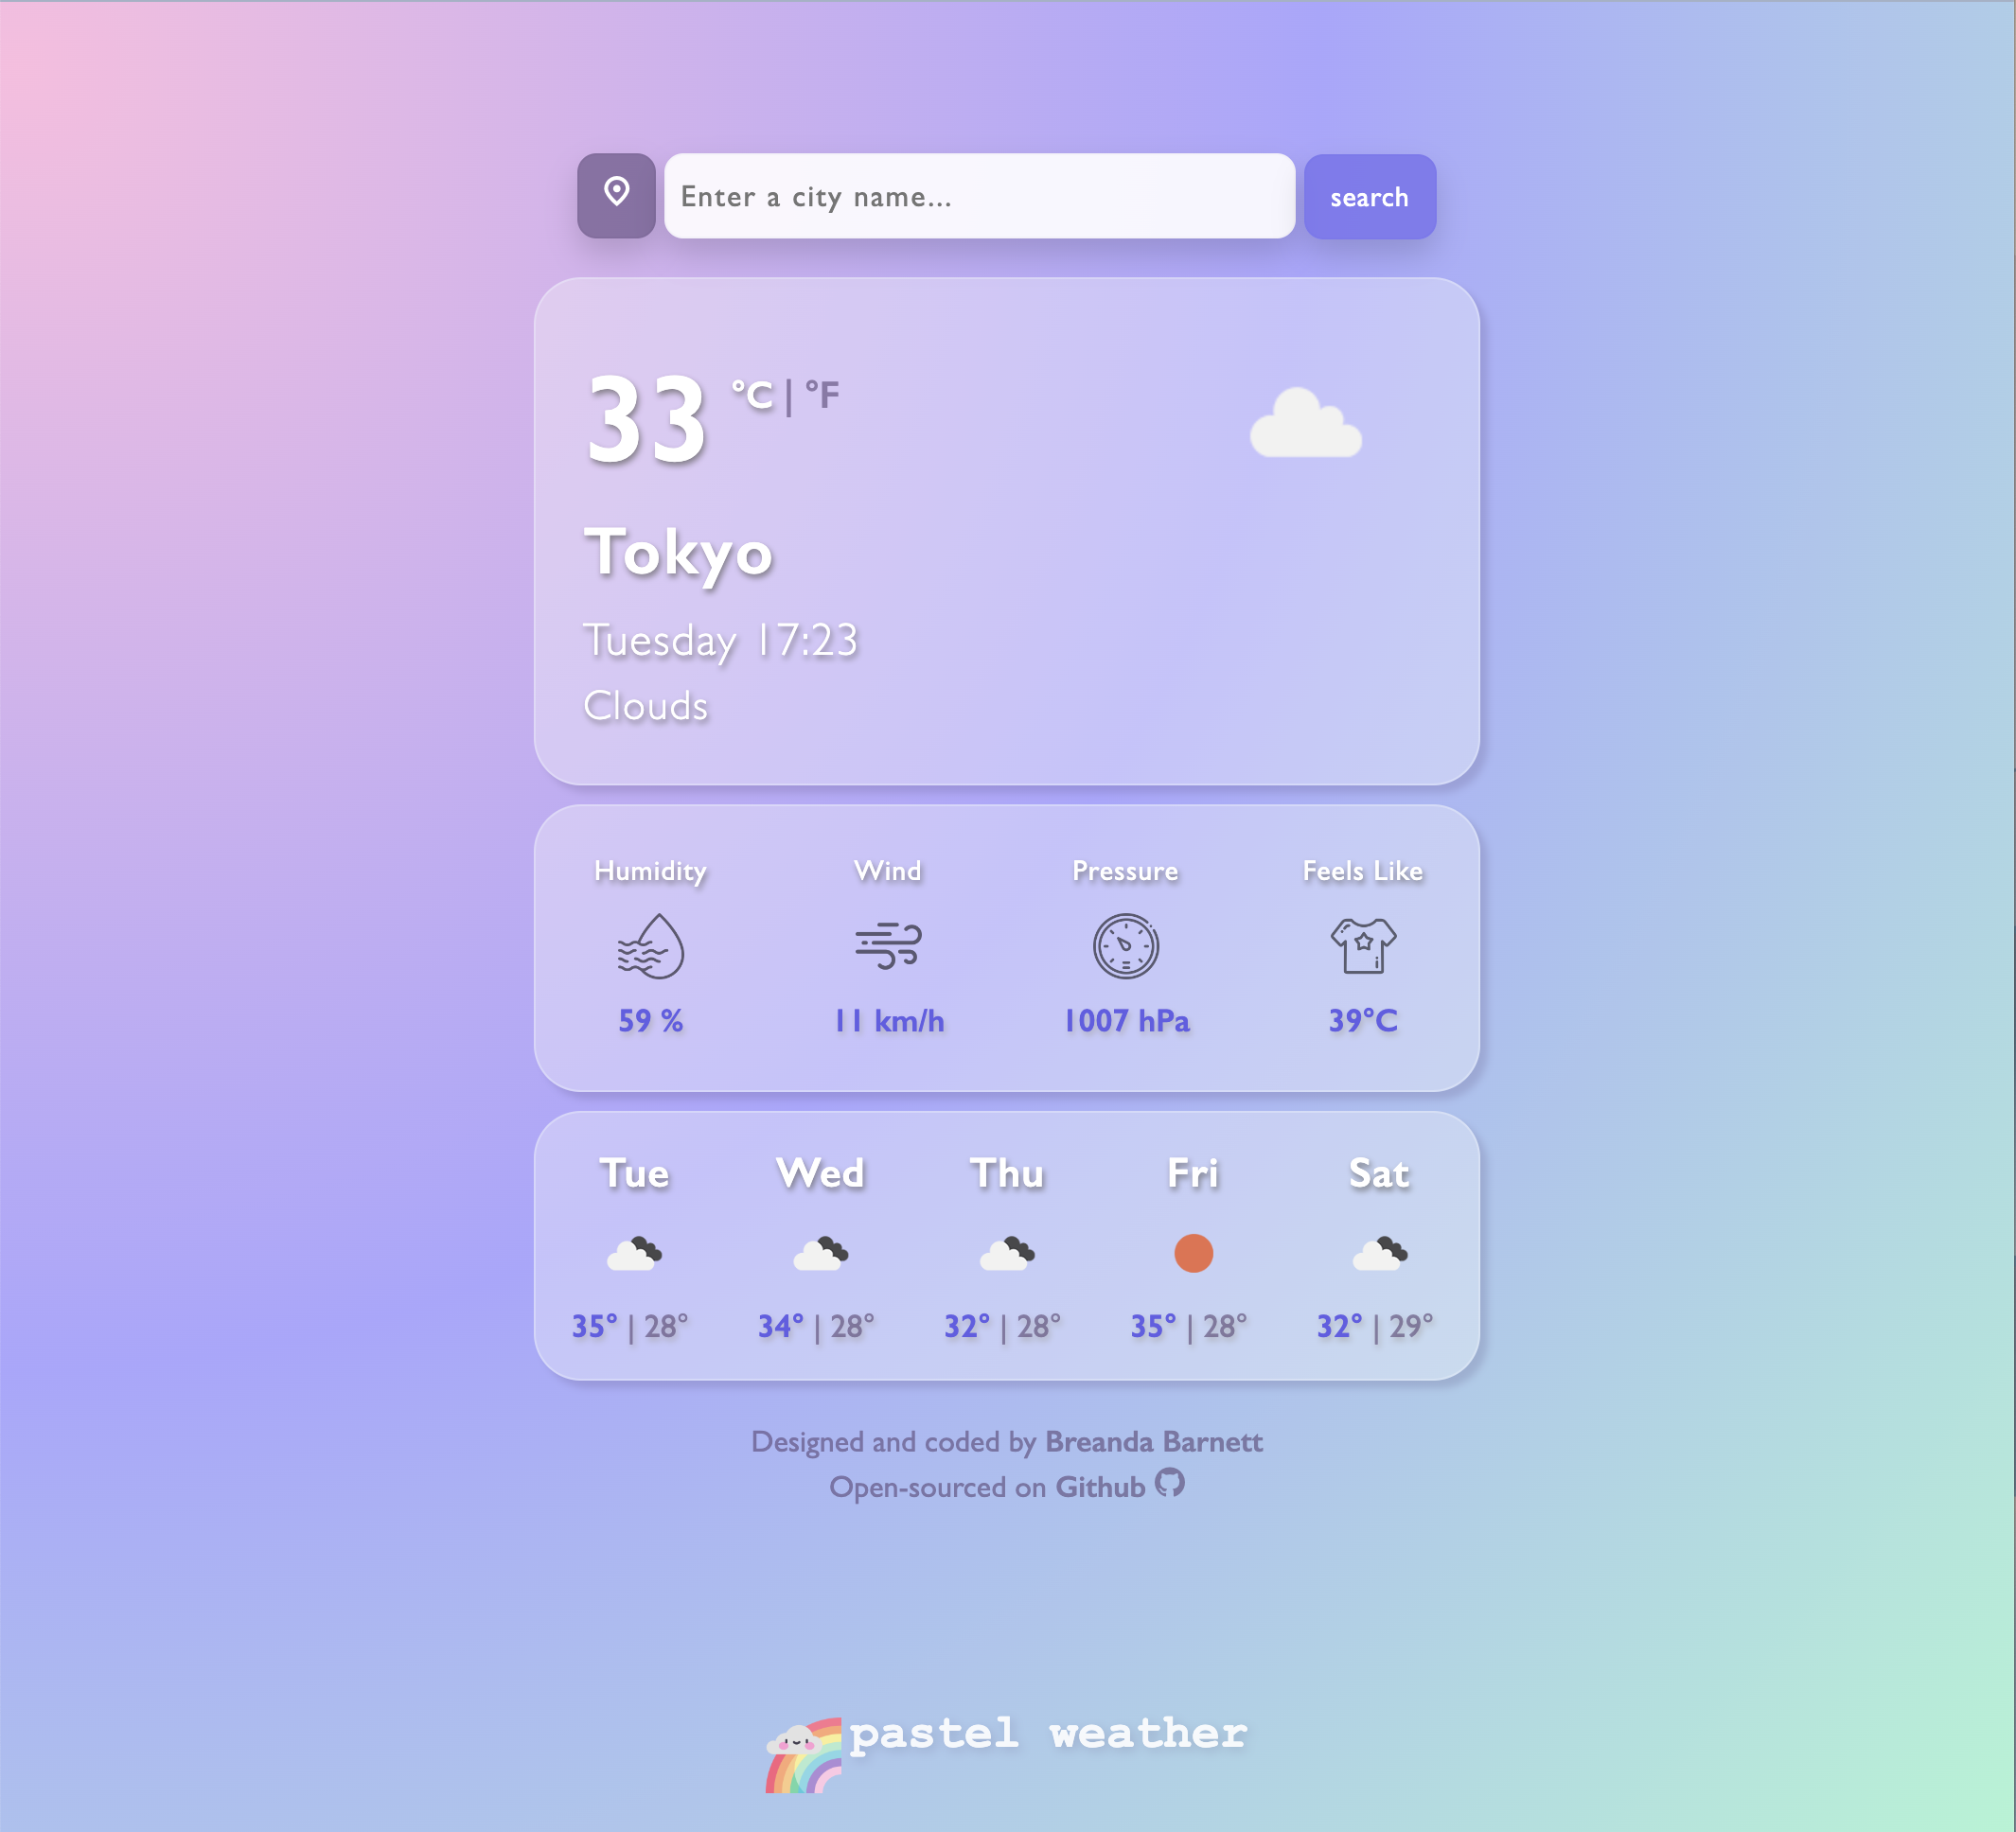 Enter a city name...
search
33 °C | °F
Tokyo
Tuesday 17:23
Clouds
Humidity Wind Pressure Feels Like
59 % 11 km/h 1007 hPa 39°C
Tue Wed Thu Fri Sat
35° | 28° 34° | 28° 32° | 28° 35° | 28° 32° | 29°
Designed and coded by Breanda Barnett
Open-sourced on Github
pastel weather